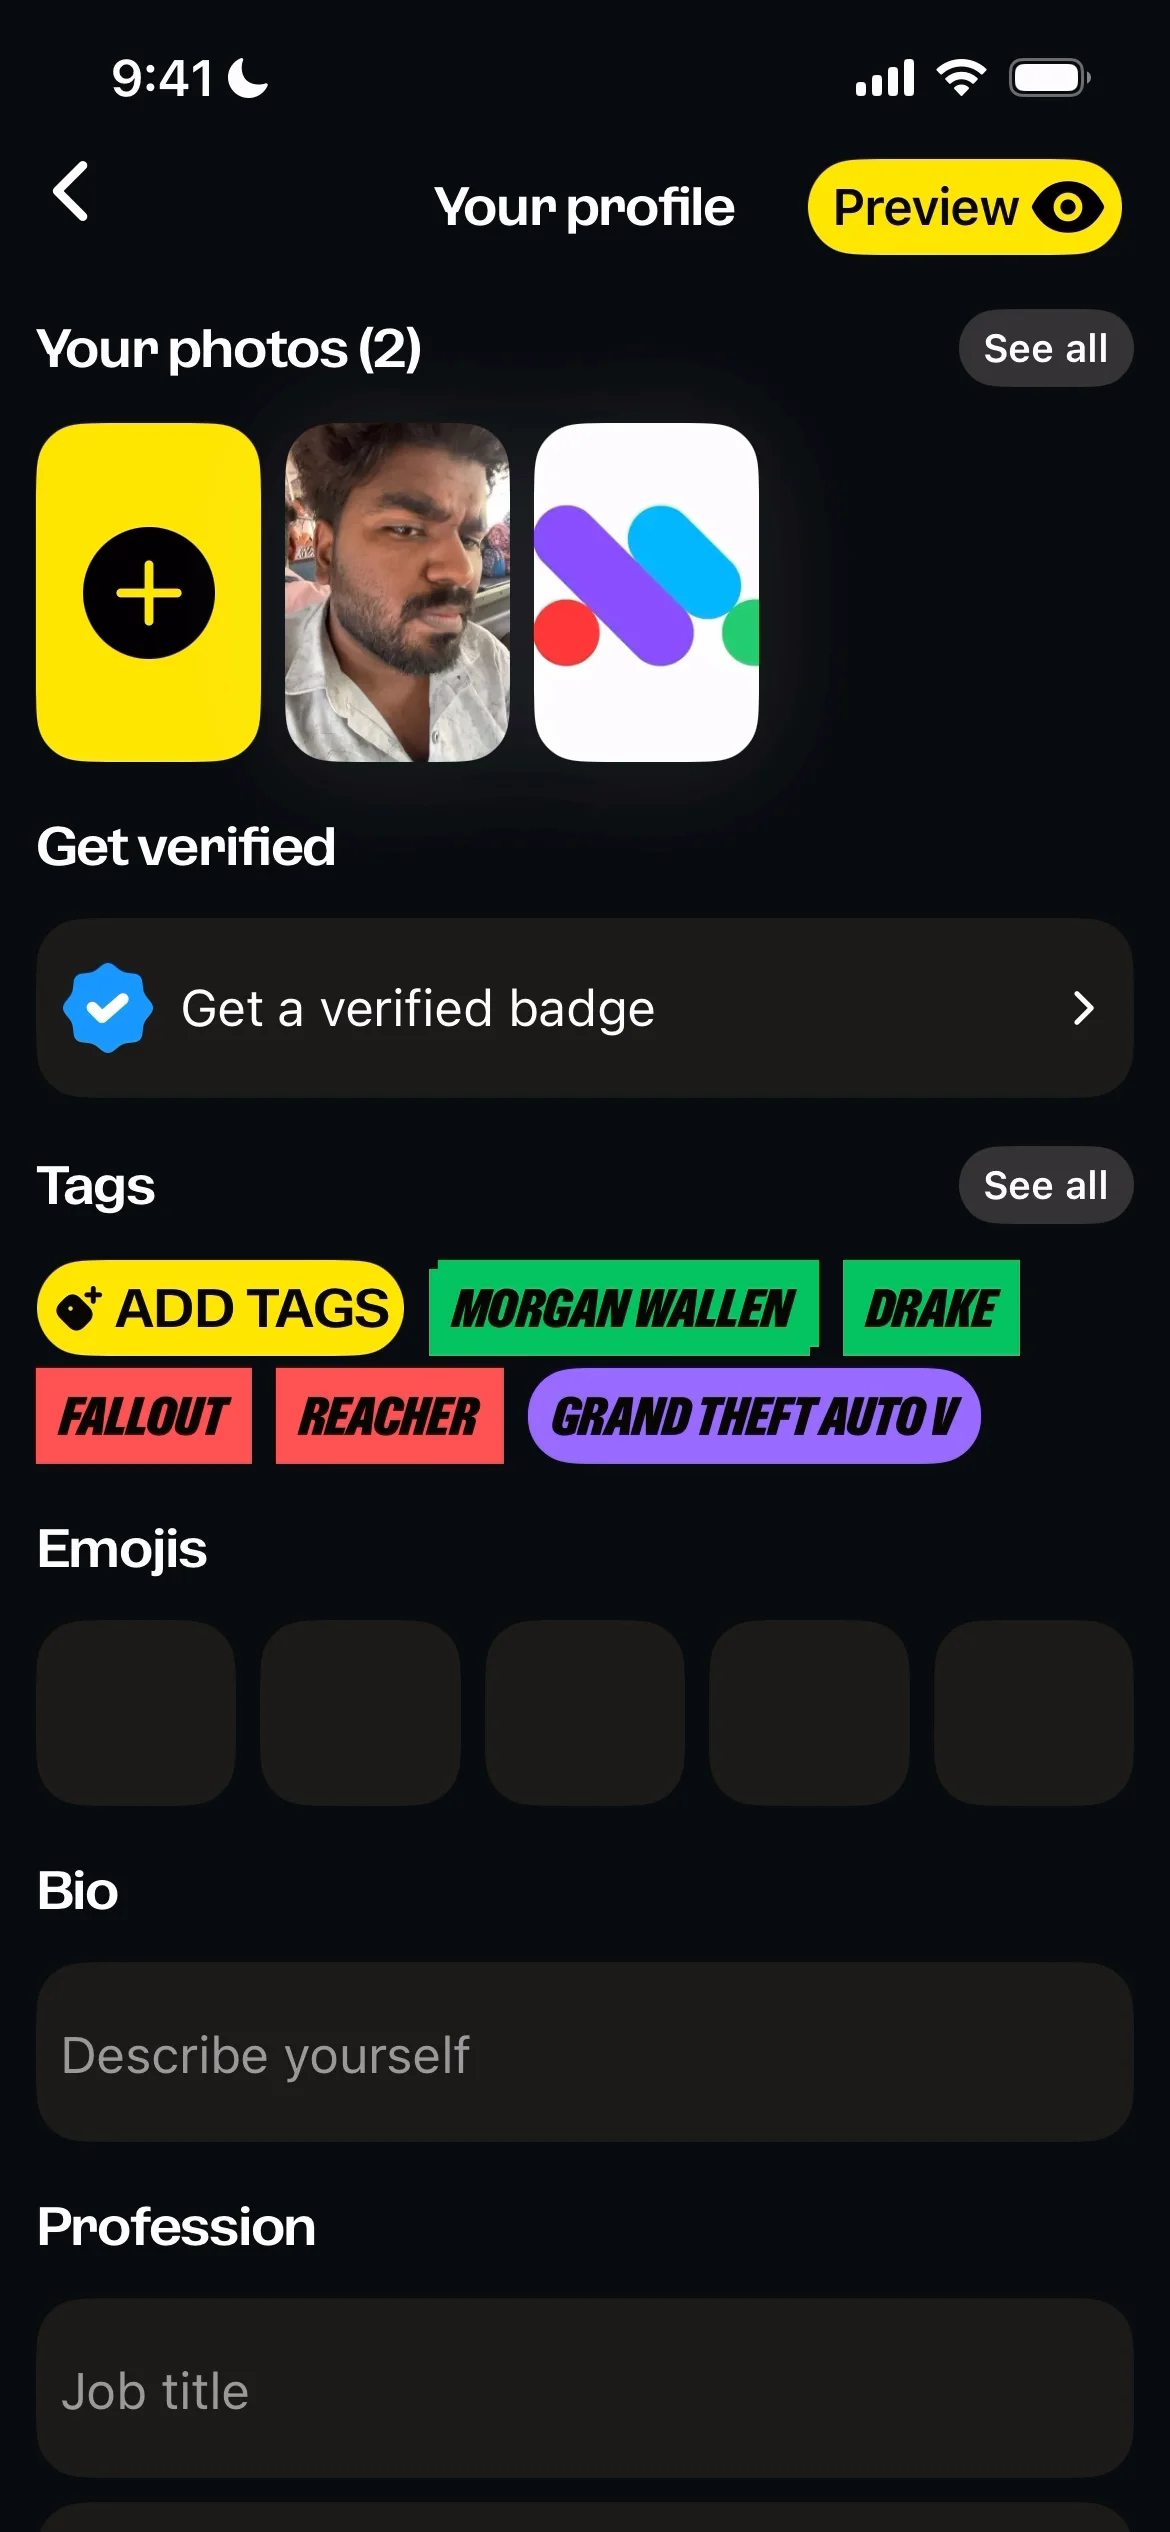 9:41
Your profile
Preview
Your photos (2)
See all
Get verified
Get a verified badge
Tags
See all
ADD TAGS
MORGAN WALLEN
DRAKE
FALLOUT
REACHER
GRAND THEFT AUTO V
Emojis
Bio
Describe yourself
Profession
Job title